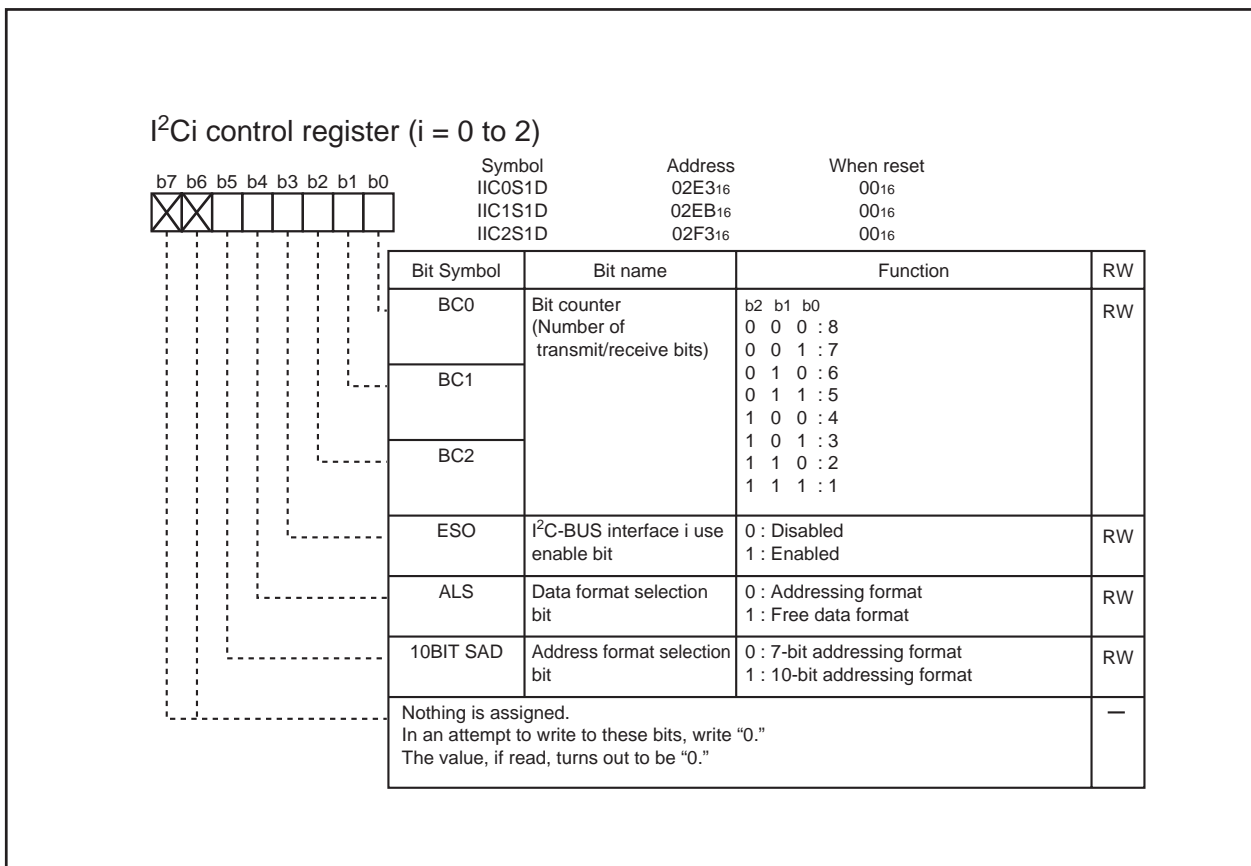 I²Ci control register (i = 0 to 2)
Symbol Address When reset
b7 b6 b5 b4 b3 b2 b1 b0
IIC0S1D 02E3₁₆ 00₁₆
IIC1S1D 02EB₁₆ 00₁₆
IIC2S1D 02F3₁₆ 00₁₆
Bit Symbol Bit name Function RW
BC0 Bit counter b2 b1 b0 RW
(Number of 0 0 0 : 8
transmit/receive bits) 0 0 1 : 7
BC1 0 1 0 : 6
0 1 1 : 5
1 0 0 : 4
BC2 1 0 1 : 3
1 1 0 : 2
1 1 1 : 1
ESO I²C-BUS interface i use 0 : Disabled RW
enable bit 1 : Enabled
ALS Data format selection 0 : Addressing format RW
bit 1 : Free data format
10BIT SAD Address format selection 0 : 7-bit addressing format RW
bit 1 : 10-bit addressing format
Nothing is assigned. —
In an attempt to write to these bits, write “0.”
The value, if read, turns out to be “0.”